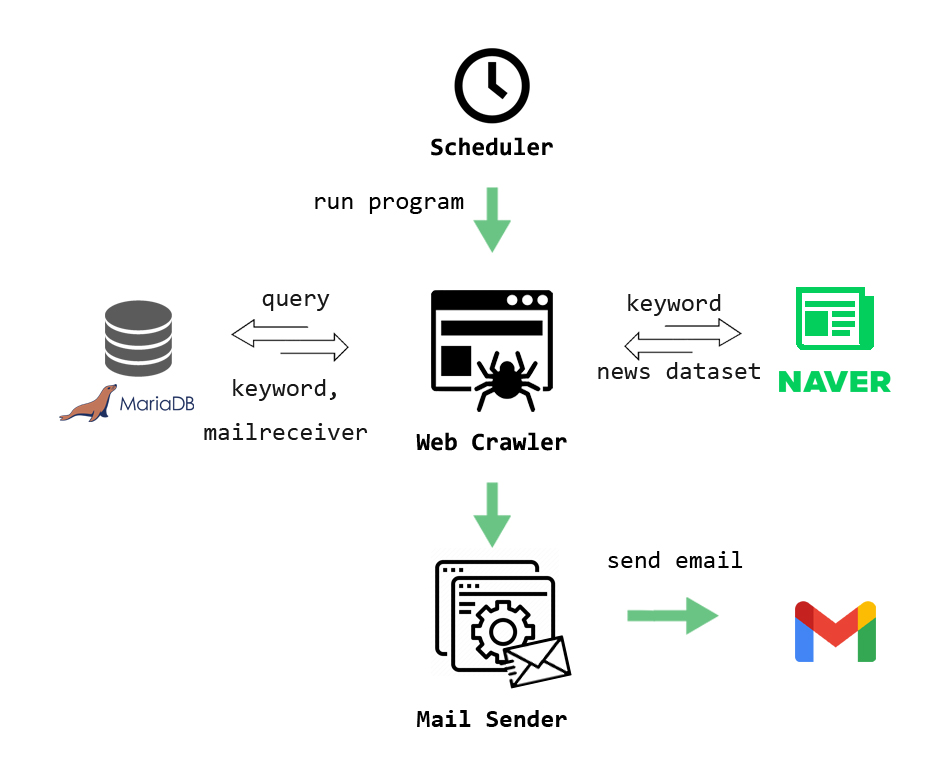 Scheduler
run program
query
keyword,
mailreceiver
MariaDB
Web Crawler
keyword
news dataset
NAVER
send email
Mail Sender